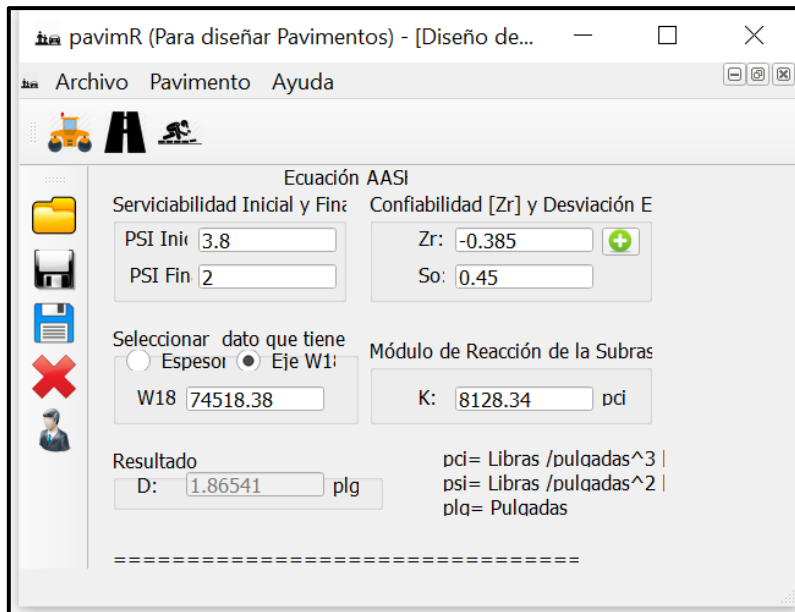 pavimR (Para diseñar Pavimentos) - [Diseño de...
Archivo Pavimento Ayuda
Ecuación AASI
Serviciabilidad Inicial y Fina
PSI Inic 3.8
PSI Fin 2
Confiabilidad [Zr] y Desviación E
Zr: -0.385
So: 0.45
Seleccionar dato que tiene
Espesor Eje W18
W18 74518.38
Módulo de Reacción de la Subras
K: 8128.34 pci
Resultado
D: 1.86541 plg
pci= Libras /pulgadas^3 |
psi= Libras /pulgadas^2 |
plg= Pulgadas
================================